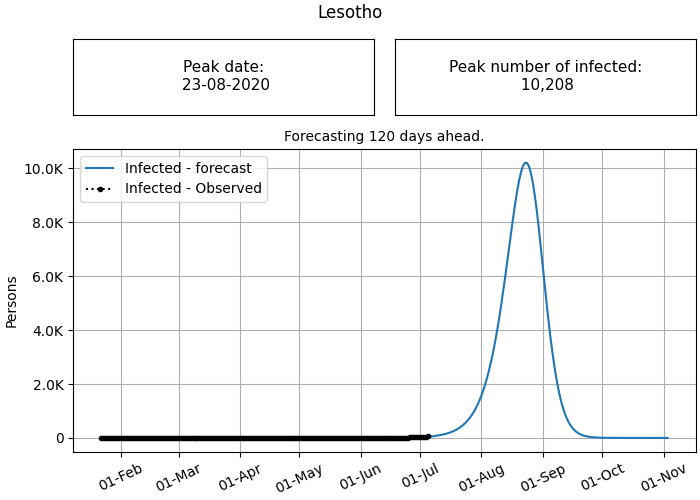 Lesotho
Peak date:
23-08-2020
Peak number of infected:
10,208
Forecasting 120 days ahead.
Infected - forecast
Infected - Observed
10.0K
8.0K
6.0K
4.0K
2.0K
0
Persons
01-Feb
01-Mar
01-Apr
01-May
01-Jun
01-Jul
01-Aug
01-Sep
01-Oct
01-Nov